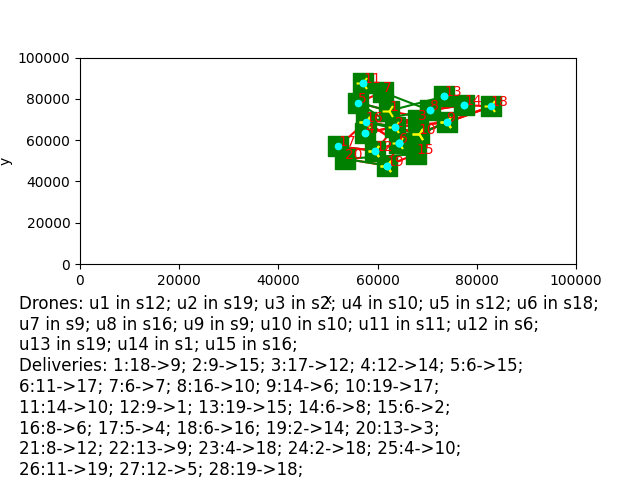 100000
80000
60000
y
40000
20000
0
0 20000 40000 60000 80000 100000
x
Drones: u1 in s12; u2 in s19; u3 in s2; u4 in s10; u5 in s12; u6 in s18;
u7 in s9; u8 in s16; u9 in s9; u10 in s10; u11 in s11; u12 in s6;
u13 in s19; u14 in s1; u15 in s16;
Deliveries: 1:18->9; 2:9->15; 3:17->12; 4:12->14; 5:6->15;
6:11->17; 7:6->7; 8:16->10; 9:14->6; 10:19->17;
11:14->10; 12:9->1; 13:19->15; 14:6->8; 15:6->2;
16:8->6; 17:5->4; 18:6->16; 19:2->14; 20:13->3;
21:8->12; 22:13->9; 23:4->18; 24:2->18; 25:4->10;
26:11->19; 27:12->5; 28:19->18;